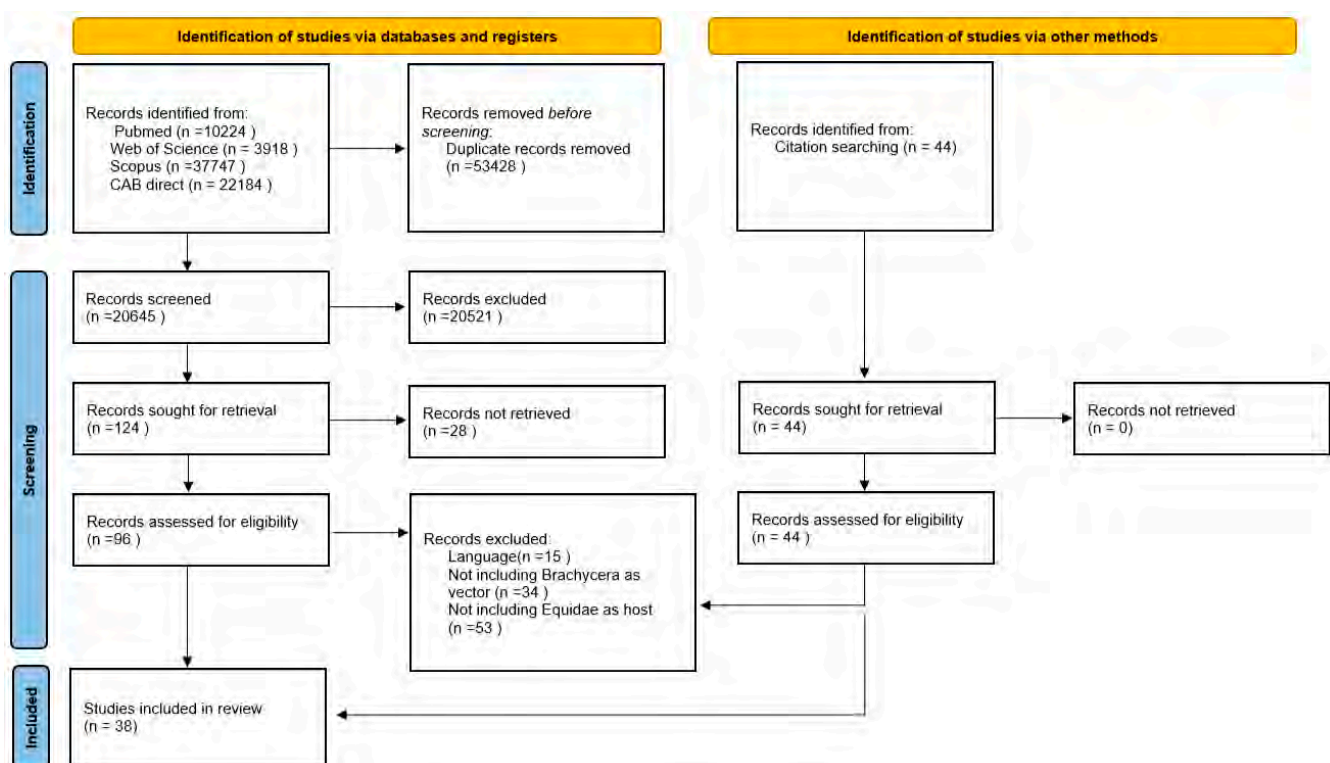 Identification of studies via databases and registers
Identification of studies via other methods
Identification
Records identified from:
Pubmed (n =10224 )
Web of Science (n = 3918 )
Scopus (n =37747 )
CAB direct (n = 22184 )
Records removed before
screening:
Duplicate records removed
(n =53428 )
Records identified from:
Citation searching (n = 44)
Screening
Records screened
(n =20645 )
Records excluded
(n =20521 )
Records sought for retrieval
(n =124 )
Records not retrieved
(n =28 )
Records sought for retrieval
(n = 44)
Records not retrieved
(n = 0)
Records assessed for eligibility
(n =96 )
Records excluded:
Language(n =15 )
Not including Brachycera as
vector (n =34 )
Not including Equidae as host
(n =53 )
Records assessed for eligibility
(n = 44 )
Included
Studies included in review
(n = 38)